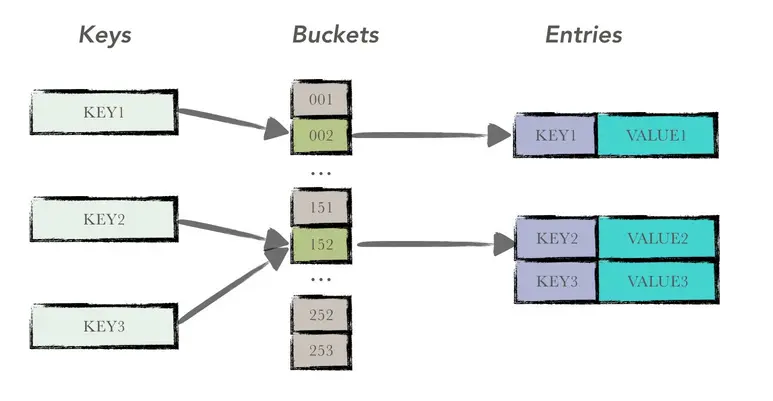 Keys
Buckets
Entries
KEY1
KEY2
KEY3
001
002
...
151
152
...
252
253
KEY1 VALUE1
KEY2 VALUE2
KEY3 VALUE3